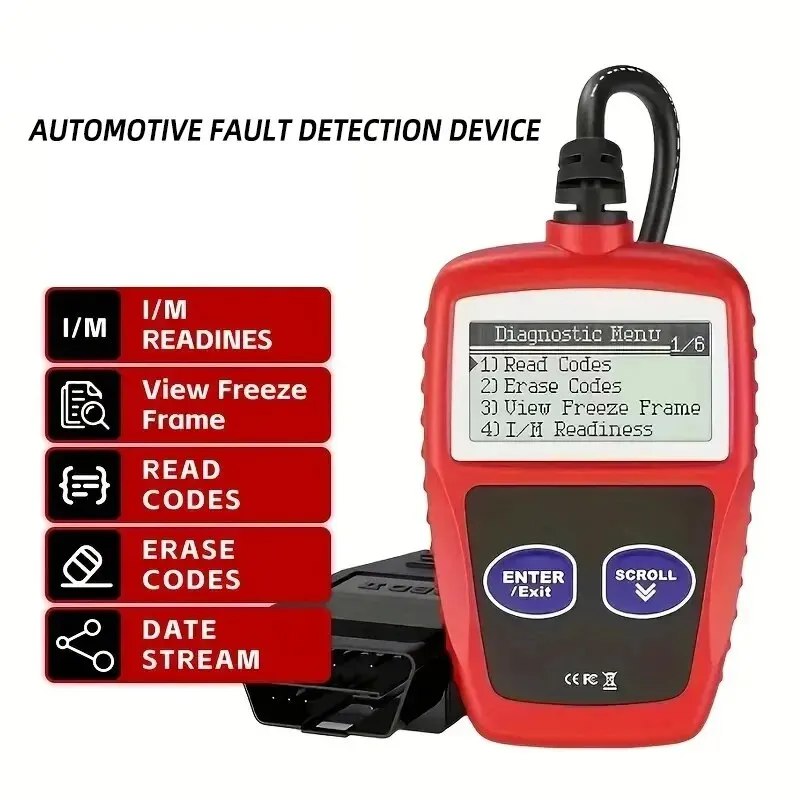 AUTOMOTIVE FAULT DETECTION DEVICE
I/M
I/M
READINES
View Freeze
Frame
READ
CODES
ERASE
CODES
DATE
STREAM
Diagnostic Menu
1/6
1) Read Codes
2) Erase Codes
3) View Freeze Frame
4) I/M Readiness
ENTER
/Exit
SCROLL
CE FC